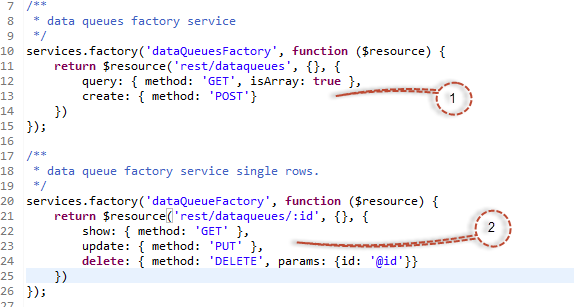 7 /**
8  * data queues factory service
9  */
10 services.factory('dataQueuesFactory', function ($resource) {
11     return $resource('rest/dataqueues', {}, {
12         query: { method: 'GET', isArray: true },
13         create: { method: 'POST'}
1
14     })
15 });
16
17 /**
18  * data queue factory service single rows.
19  */
20 services.factory('dataQueueFactory', function ($resource) {
21     return $resource('rest/dataqueues/:id', {}, {
22         show: { method: 'GET' },
2
23         update: { method: 'PUT' },
24         delete: { method: 'DELETE', params: {id: '@id'}}
25     })
26 });